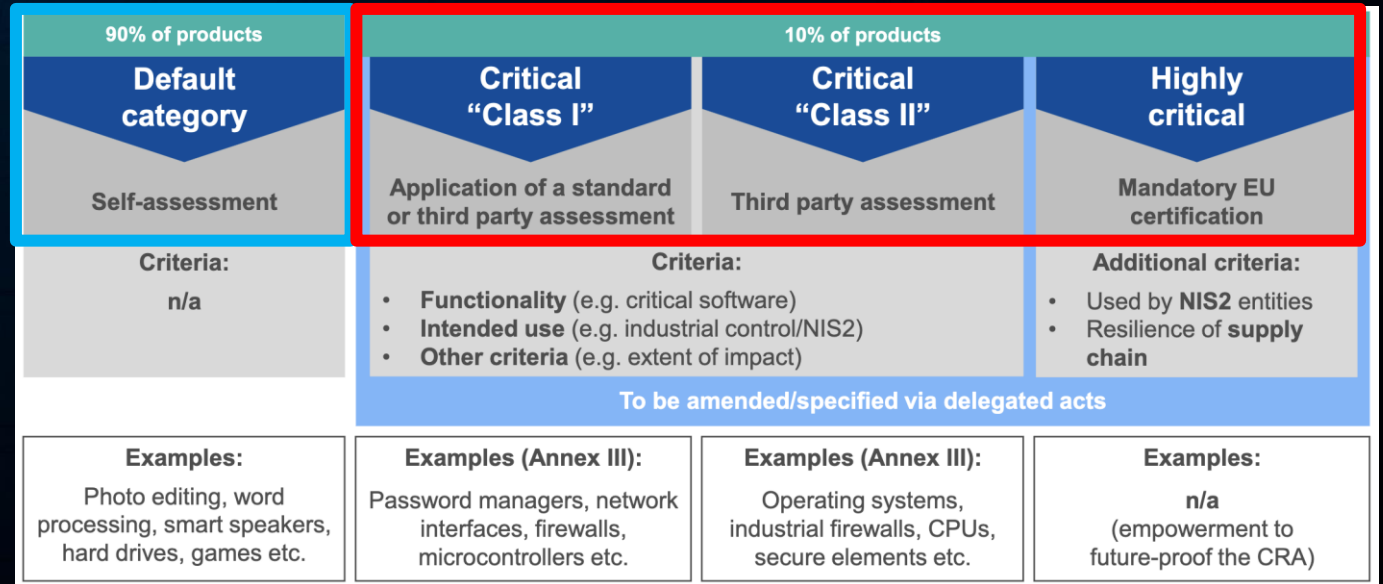 90% of products
10% of products
Default
category
Critical
“Class I”
Critical
“Class II”
Highly
critical
Self-assessment
Application of a standard
or third party assessment
Third party assessment
Mandatory EU
certification
Criteria:
n/a
Criteria:
• Functionality (e.g. critical software)
• Intended use (e.g. industrial control/NIS2)
• Other criteria (e.g. extent of impact)
Additional criteria:
• Used by NIS2 entities
• Resilience of supply
chain
To be amended/specified via delegated acts
Examples:
Photo editing, word
processing, smart speakers,
hard drives, games etc.
Examples (Annex III):
Password managers, network
interfaces, firewalls,
microcontrollers etc.
Examples (Annex III):
Operating systems,
industrial firewalls, CPUs,
secure elements etc.
Examples:
n/a
(empowerment to
future-proof the CRA)